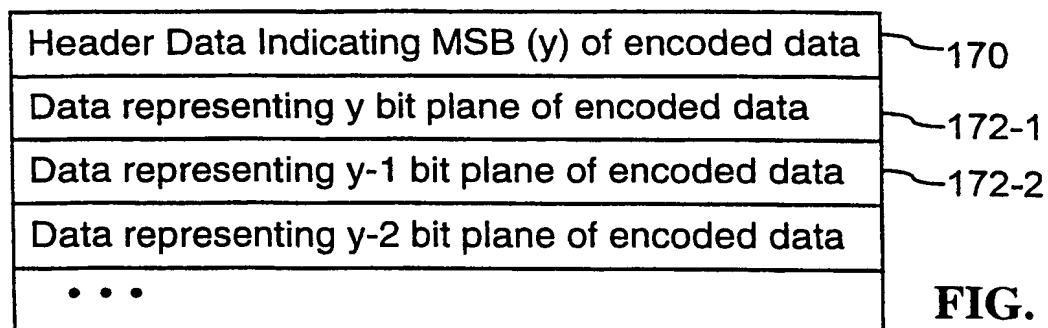 Header Data Indicating MSB (y) of encoded data
170
Data representing y bit plane of encoded data
172-1
Data representing y-1 bit plane of encoded data
172-2
Data representing y-2 bit plane of encoded data
• • •
FIG.